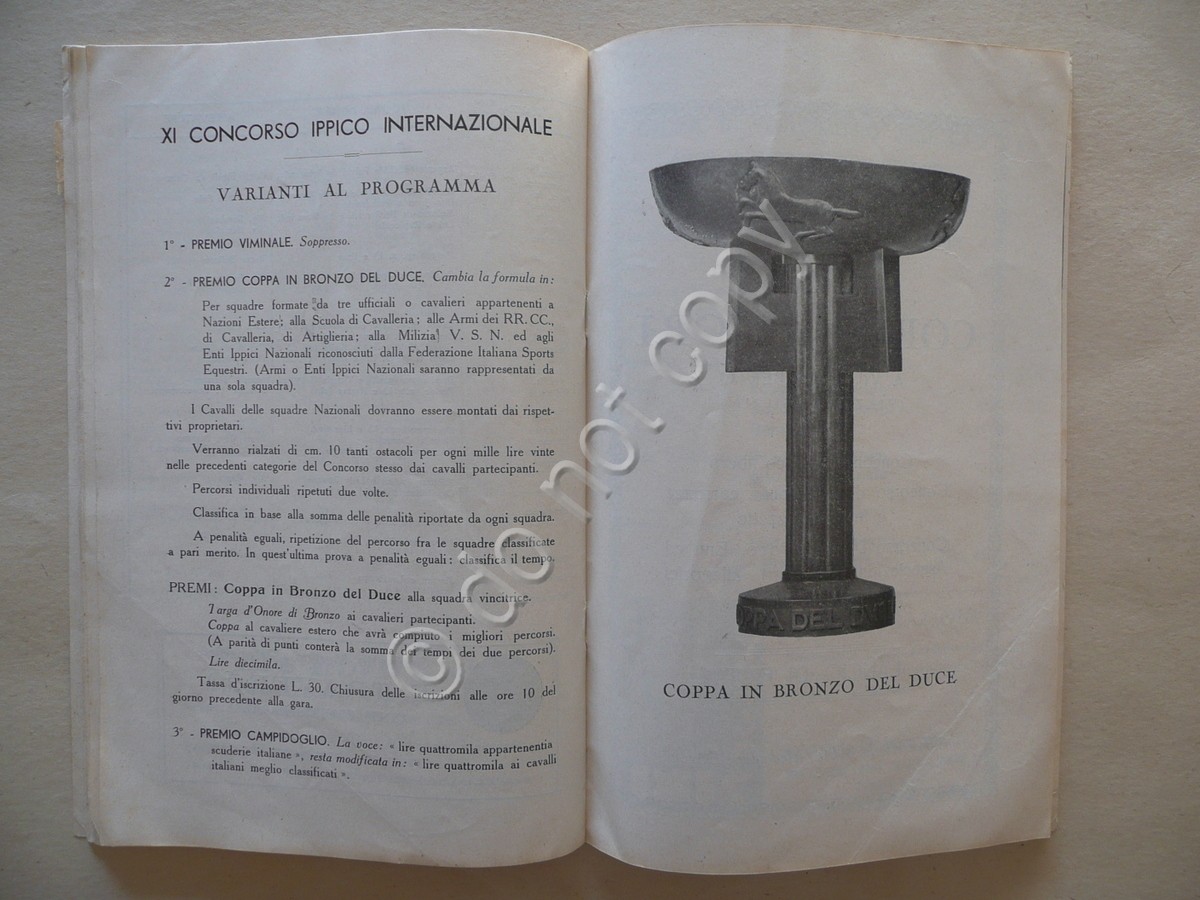 XI CONCORSO IPPICO INTERNAZIONALE
VARIANTI AL PROGRAMMA
1° - PREMIO VIMINALE. Soppresso.
2° - PREMIO COPPA IN BRONZO DEL DUCE. Cambia la formula in:
Per squadre formate da tre ufficiali o cavalieri appartenenti a
Nazioni Estere; alla Scuola di Cavalleria; alle Armi dei RR. CC.,
di Cavalleria, di Artiglieria; alla Milizia V. S. N. ed agli
Enti Ippici Nazionali riconosciuti dalla Federazione Italiana Sports
Equestri. (Armi o Enti Ippici Nazionali saranno rappresentati da
una sola squadra).
I Cavalli delle squadre Nazionali dovranno essere montati dai rispet-
tivi proprietari.
Verranno rialzati di cm. 10 tanti ostacoli per ogni mille lire vinte
nelle precedenti categorie del Concorso stesso dai cavalli partecipanti.
Percorsi individuali ripetuti due volte.
Classifica in base alla somma delle penalità riportate da ogni squadra.
A penalità eguali, ripetizione del percorso fra le squadre classificate
a pari merito. In quest'ultima prova a penalità eguali: classifica il tempo.
PREMI: Coppa in Bronzo del Duce alla squadra vincitrice.
Targa d'Onore di Bronzo ai cavalieri partecipanti.
Coppa al cavaliere estero che avrà compiuto i migliori percorsi.
(A parità di punti conterà la somma dei tempi dei due percorsi).
Lire diecimila.
Tassa d'iscrizione L. 30. Chiusura delle iscrizioni alle ore 10 del
giorno precedente alla gara.
3° - PREMIO CAMPIDOGLIO. La voce: « lire quattromila appartenentia
scuderie italiane », resta modificata in: « lire quattromila ai cavalli
italiani meglio classificati ».
OPPA DEL DUC
COPPA IN BRONZO DEL DUCE
© do not copy